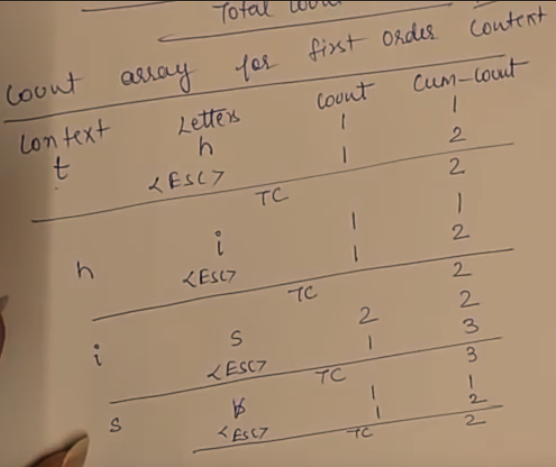 Total
Count array for first order context
Context Letters Count Cum-count
t h 1 1
<ESC> 1 2
TC 2
h i 1 1
<ESC> 1 2
TC 2
i s 2 2
<ESC> 1 3
TC 3
s b̸ 1 1
<ESC> 1 2
TC 2